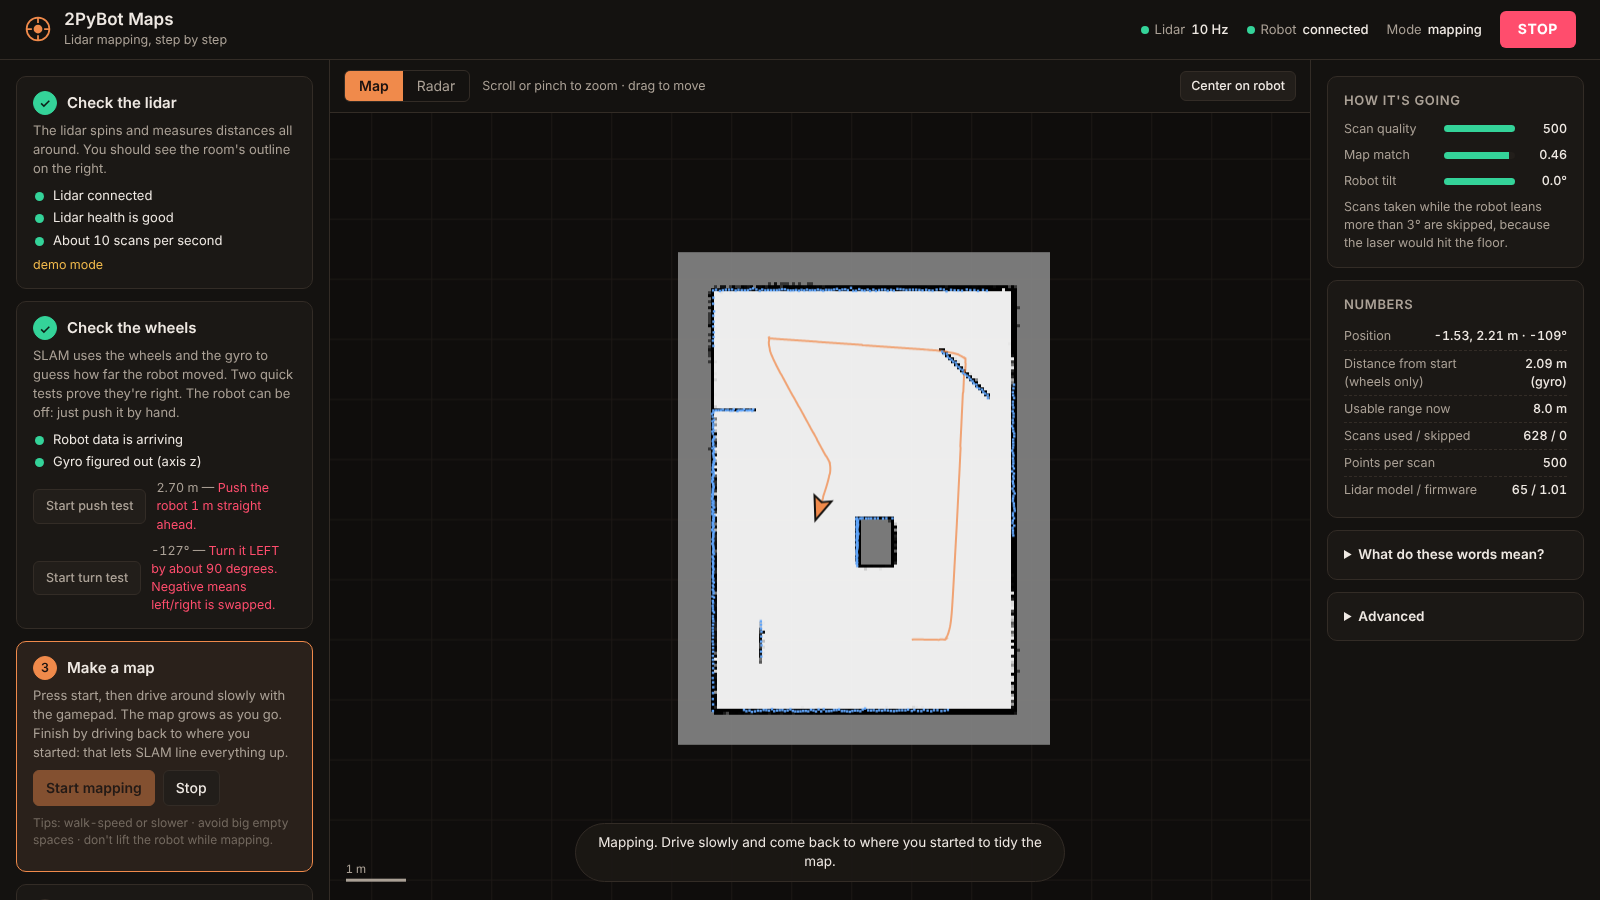 2PyBot Maps
Lidar mapping, step by step
Lidar 10 Hz
Robot connected
Mode mapping
STOP
Check the lidar
The lidar spins and measures distances all
around. You should see the room's outline
on the right.
Lidar connected
Lidar health is good
About 10 scans per second
demo mode
Check the wheels
SLAM uses the wheels and the gyro to
guess how far the robot moved. Two quick
tests prove they're right. The robot can be
off: just push it by hand.
Robot data is arriving
Gyro figured out (axis z)
Start push test
2.70 m — Push the
robot 1 m straight
ahead.
Start turn test
-127° — Turn it LEFT
by about 90 degrees.
Negative means
left/right is swapped.
3 Make a map
Press start, then drive around slowly with
the gamepad. The map grows as you go.
Finish by driving back to where you
started: that lets SLAM line everything up.
Start mapping
Stop
Tips: walk-speed or slower · avoid big empty
spaces · don't lift the robot while mapping.
Map
Radar
Scroll or pinch to zoom · drag to move
Center on robot
1 m
Mapping. Drive slowly and come back to where you started to tidy the
map.
HOW IT'S GOING
Scan quality 500
Map match 0.46
Robot tilt 0.0°
Scans taken while the robot leans
more than 3° are skipped, because
the laser would hit the floor.
NUMBERS
Position -1.53, 2.21 m · -109°
Distance from start 2.09 m
(wheels only) (gyro)
Usable range now 8.0 m
Scans used / skipped 628 / 0
Points per scan 500
Lidar model / firmware 65 / 1.01
What do these words mean?
Advanced